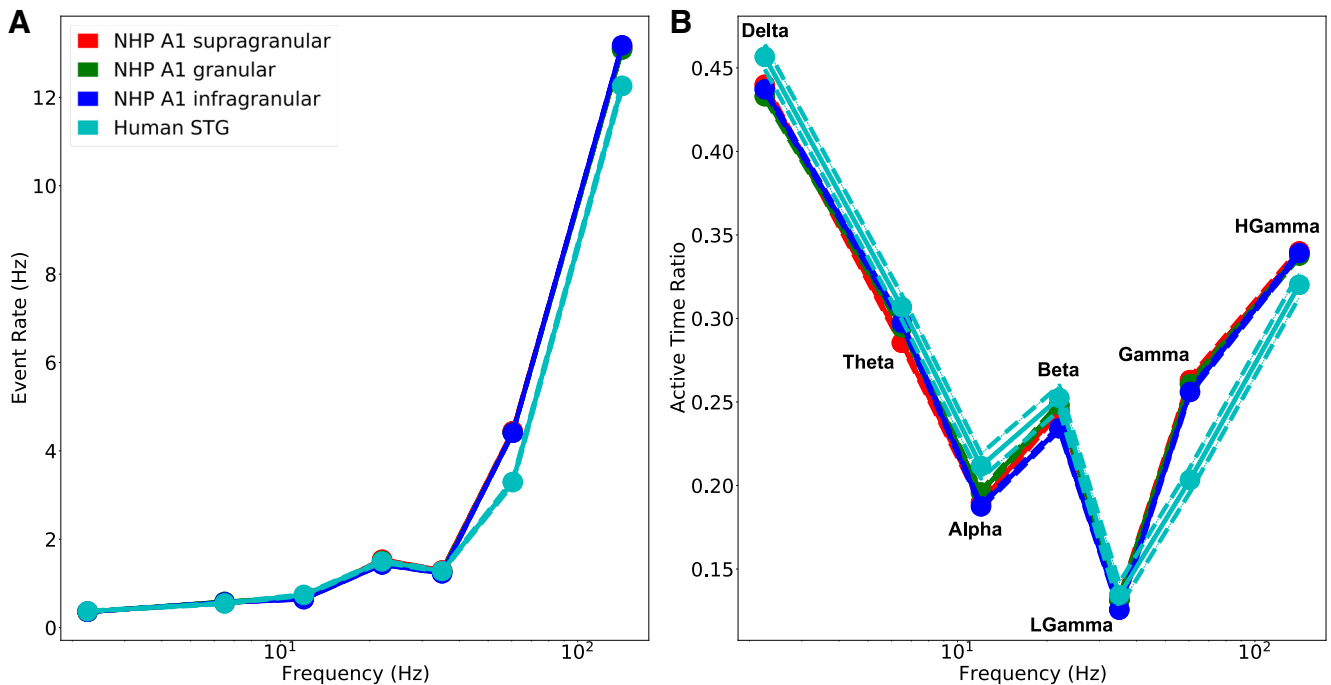 A
NHP A1 supragranular
NHP A1 granular
NHP A1 infragranular
Human STG
12
10
8
6
4
2
0
Event Rate (Hz)
10¹
10²
Frequency (Hz)
B
Delta
Theta
Alpha
Beta
LGamma
Gamma
HGamma
0.45
0.40
0.35
0.30
0.25
0.20
0.15
Active Time Ratio
10¹
10²
Frequency (Hz)